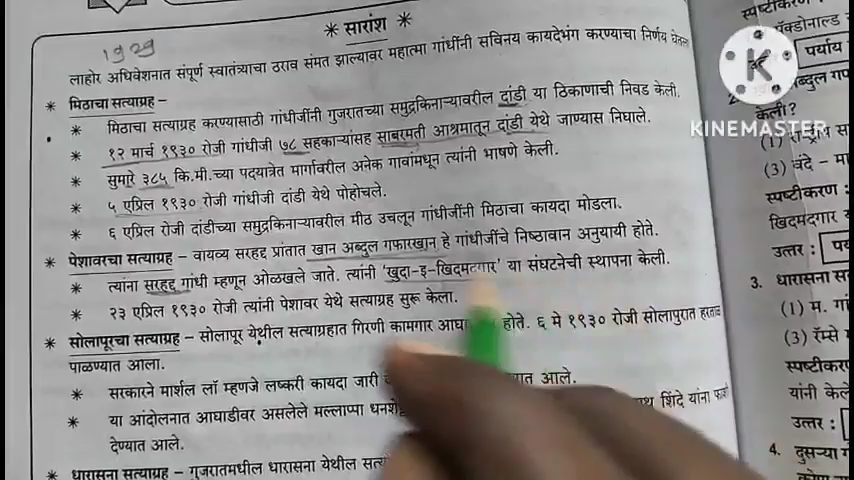 * सारांश *
1929
लाहोर अधिवेशनात संपूर्ण स्वातंत्र्याचा ठराव संमत झाल्यावर महात्मा गांधींनी सविनय कायदेभंग करण्याचा निर्णय घेतला
* मिठाचा सत्याग्रह –
* मिठाचा सत्याग्रह करण्यासाठी गांधीजींनी गुजरातच्या समुद्रकिनाऱ्यावरील दांडी या ठिकाणाची निवड केली.
* १२ मार्च १९३० रोजी गांधीजी ७८ सहकाऱ्यांसह साबरमती आश्रमातून दांडी येथे जाण्यास निघाले.
* सुमारे ३८५ कि.मी.च्या पदयात्रेत मार्गावरील अनेक गावांमधून त्यांनी भाषणे केली.
* ५ एप्रिल १९३० रोजी गांधीजी दांडी येथे पोहोचले.
* ६ एप्रिल रोजी दांडीच्या समुद्रकिनाऱ्यावरील मीठ उचलून गांधीजींनी मिठाचा कायदा मोडला.
* पेशावरचा सत्याग्रह – वायव्य सरहद्द प्रांतात खान अब्दुल गफारखान हे गांधीजींचे निष्ठावान अनुयायी होते.
* त्यांना सरहद्द गांधी म्हणून ओळखले जाते. त्यांनी 'खुदा-इ-खिदमतगार' या संघटनेची स्थापना केली.
* २३ एप्रिल १९३० रोजी त्यांनी पेशावर येथे सत्याग्रह सुरू केला.
* सोलापूरचा सत्याग्रह – सोलापूर येथील सत्याग्रहात गिरणी कामगार होते. ६ मे १९३० रोजी सोलापुरात हरताळ
पाळण्यात आला.
* सरकारने मार्शल लॉ म्हणजे लष्करी कायदा जारी आले.
* या आंदोलनात आघाडीवर असलेले मल्लाप्पा शिंदे यांना
देण्यात आले.
* धारासना सत्याग्रह – गुजरातमधील धारासना येथील
K
KINEMASTER
पर्याय
केली?
(1)
(3) वंदे –
स्पष्टीकरण :
खिदमदगार
उत्तर :
3. धारासना
(1) म. गां
(3)
स्पष्टीकरण
यांनी
उत्तर :
4. दुसऱ्या